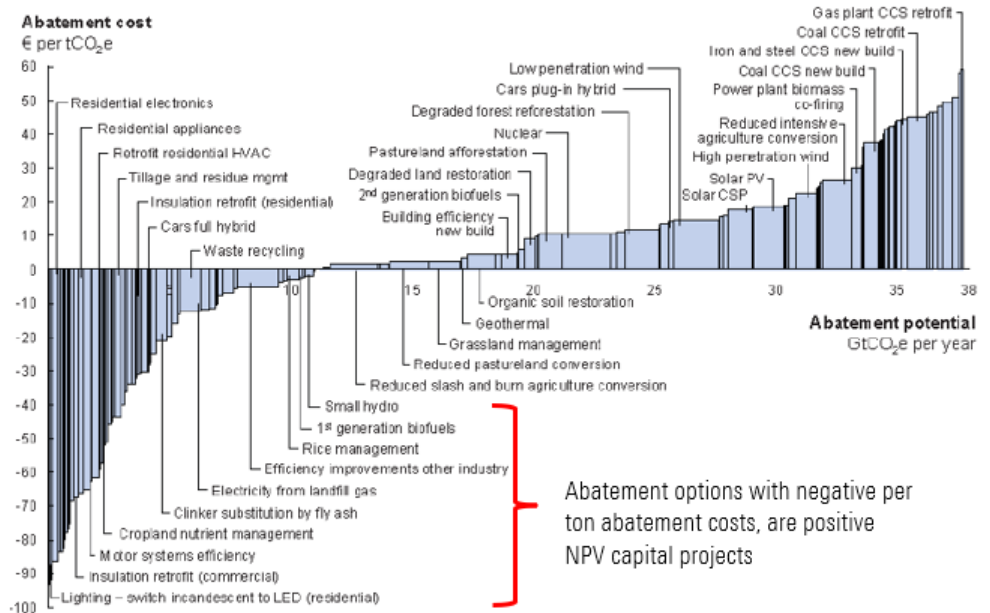 Abatement cost
€ per tCO2e
60
50
40
30
20
10
0
-10
-20
-30
-40
-50
-60
-70
-80
-90
-100
Residential electronics
Residential appliances
Rotrofit rosidontial HVAC
Tillage and residue mgmt
Insulation retrofit (residential)
Cars full hybrid
Waste recycling
Low penetration wind
Cars plug-in hybrid
Degraded forest reforestation
Nuclear
Pastureland afforestation
Degraded land restoration
2nd generation biofuels
Building efficiency
new build
Gas plant CCS retrofit
Coal CCS retrofit
Iron and steel CCS new build
Coal CCS new build
Power plant biomass
co-firing
Reduced intensive
agriculture conversion
High penetration wind
Solar PV
Solar CSP
10
15
20
25
30
35
38
Abatement potential
GtCO2e per year
Organic soil restoration
Geothermal
Grassland management
Reduced pastureland conversion
Reduced slash and burn agriculture conversion
Small hydro
1st generation biofuels
Rice management
Efficiency improvements other industry
Electricity from landfill gas
Clinker substitution by fly ash
Cropland nutrient management
Motor systems efficiency
Insulation retrofit (commercial)
Lighting – switch incandescent to LED (residential)
Abatement options with negative per
ton abatement costs, are positive
NPV capital projects